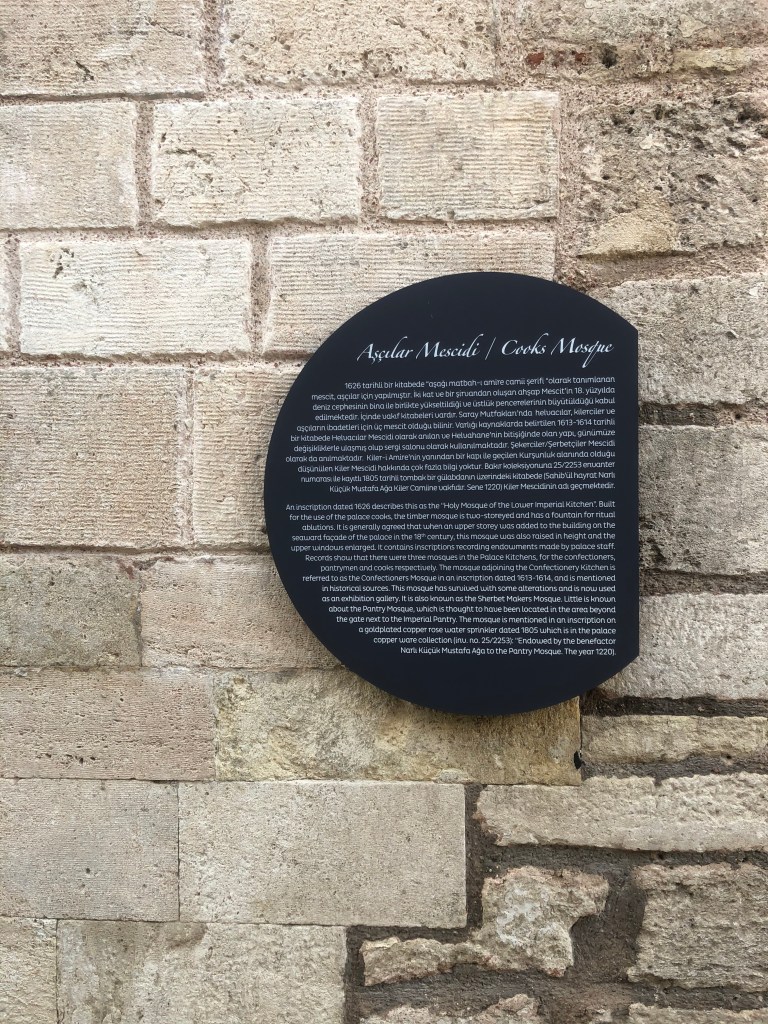 Aşçılar Mescidi / Cooks Mosque
1626 tarihli bir kitabede "aşağı matbah-ı amire camii şerifi "olarak tanımlanan
mescit, aşçılar için yapılmıştır. İki kat ve bir şirvandan oluşan ahşap Mescit'in 18. yüzyılda
deniz cephesinin bina ile birlikte yükseltildiği ve üstlük pencerelerinin büyütüldüğü kabul
edilmektedir. İçinde vakıf kitabeleri vardır. Saray Mutfakları'nda helvacılar, kilerciler ve
aşçıların ibadetleri için üç mescit olduğu bilinir. Varlığı kaynaklarda belirtilen 1613-1614 tarihli
bir kitabede Helvacılar Mescidi olarak anılan ve Helvahane'nin bitişiğinde olan yapı, günümüze
değişikliklerle ulaşmış olup sergi salonu olarak kullanılmaktadır. Şekerciler/Şerbetçiler Mescidi
olarak da anılmaktadır. Kiler-i Amire'nin yanından bir kapı ile geçilen Kurşunluk alanında olduğu
düşünülen Kiler Mescidi hakkında çok fazla bilgi yoktur. Bakır koleksiyonuna 25/2253 envanter
numarası ile kayıtlı 1805 tarihli tombak bir gülabdanın üzerindeki kitabede (Sahib'ül hayrat Narlı
Küçük Mustafa Ağa Kiler Camiine vakfıdır. Sene 1220) Kiler Mescidinin adı geçmektedir.
An inscription dated 1626 describes this as the "Holy Mosque of the Lower Imperial Kitchen". Built
for the use of the palace cooks, the timber mosque is two-storeyed and has a fountain for ritual
ablutions. It is generally agreed that when an upper storey was added to the building on the
seaward façade of the palace in the 18th century, this mosque was also raised in height and the
upper windows enlarged. It contains inscriptions recording endowments made by palace staff.
Records show that there were three mosques in the Palace Kitchens, for the confectioners,
pantrymen and cooks respectively. The mosque adjoining the Confectionery Kitchen is
referred to as the Confectioners Mosque in an inscription dated 1613-1614, and is mentioned
in historical sources. This mosque has survived with some alterations and is now used
as an exhibition gallery. It is also known as the Sherbet Makers Mosque. Little is known
about the Pantry Mosque, which is thought to have been located in the area beyond
the gate next to the Imperial Pantry. The mosque is mentioned in an inscription on
a goldplated copper rose water sprinkler dated 1805 which is in the palace
copper ware collection (inv. no. 25/2253): "Endowed by the benefactor
Narlı Küçük Mustafa Ağa to the Pantry Mosque. The year 1220).